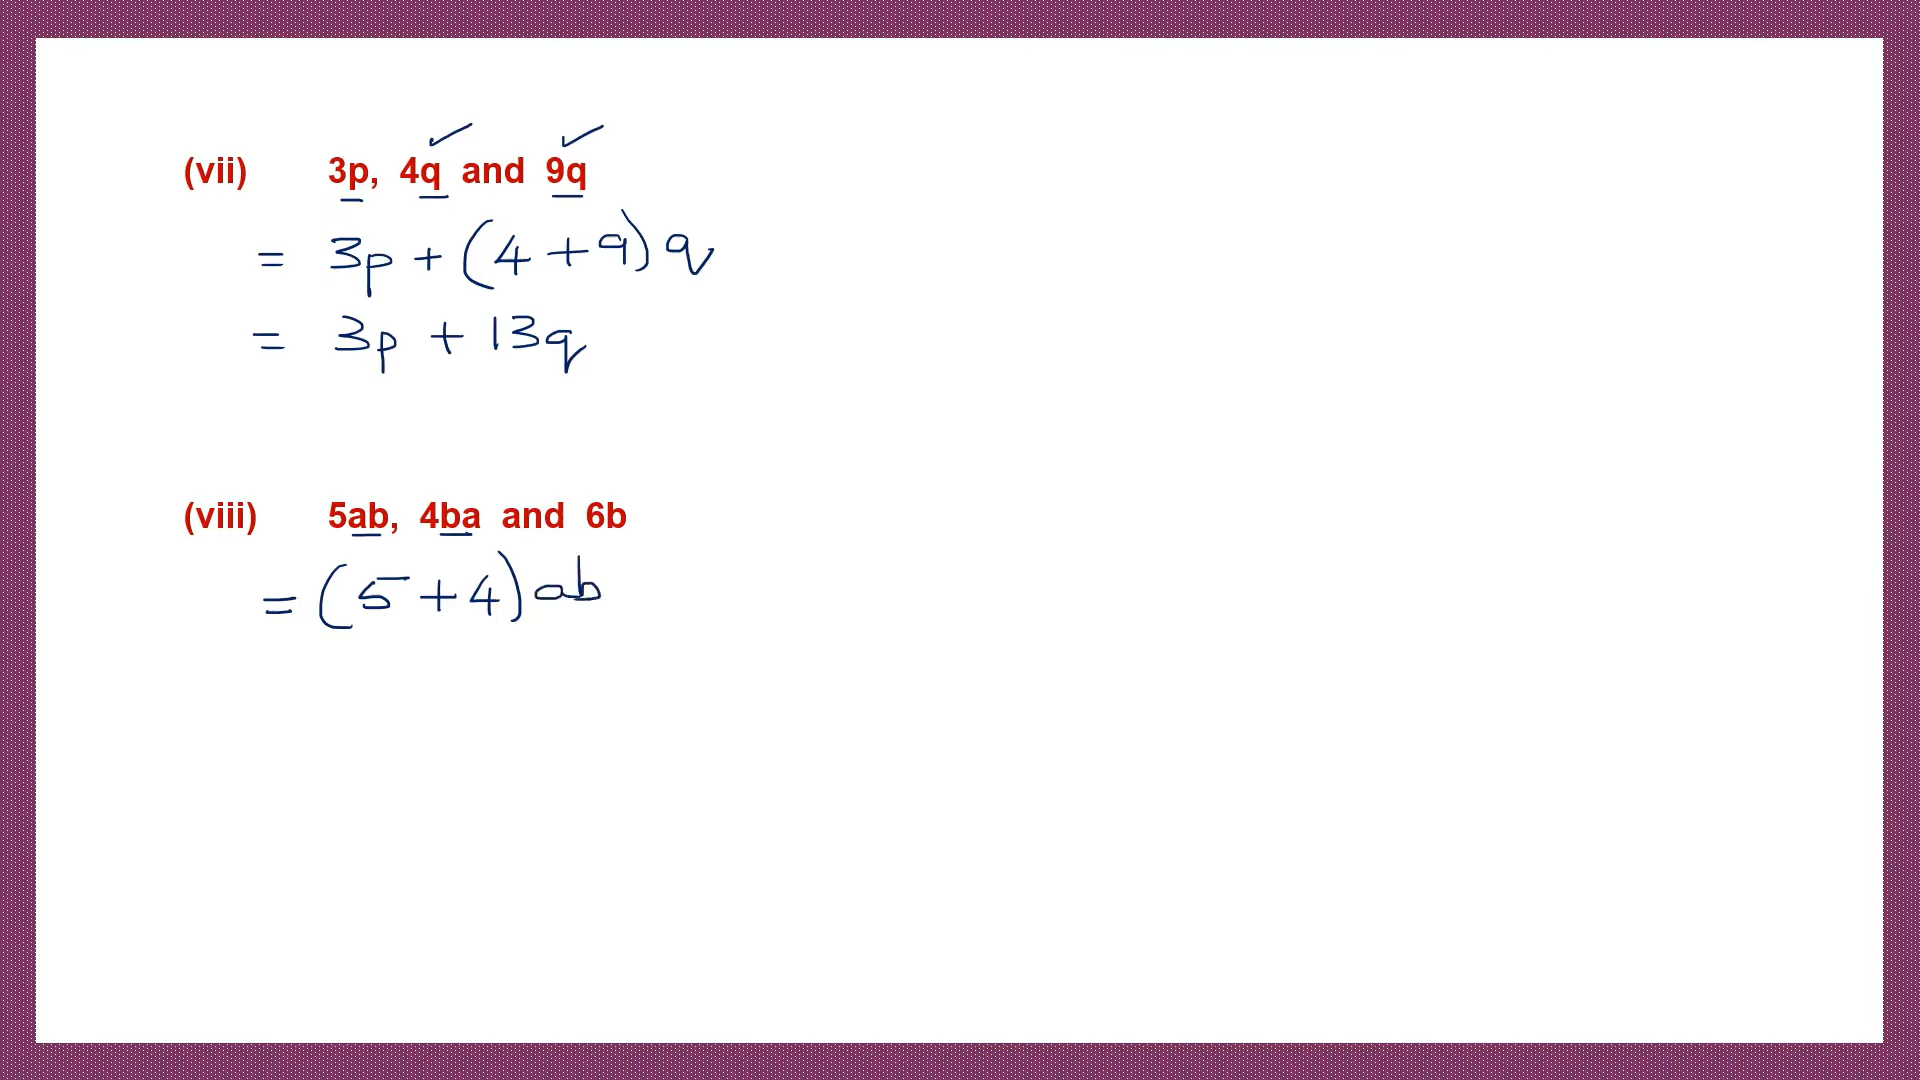 (vii) 3p, 4q and 9q
= 3p + (4 + 9) q
= 3p + 13q
(viii) 5ab, 4ba and 6b
= (5 + 4) ab